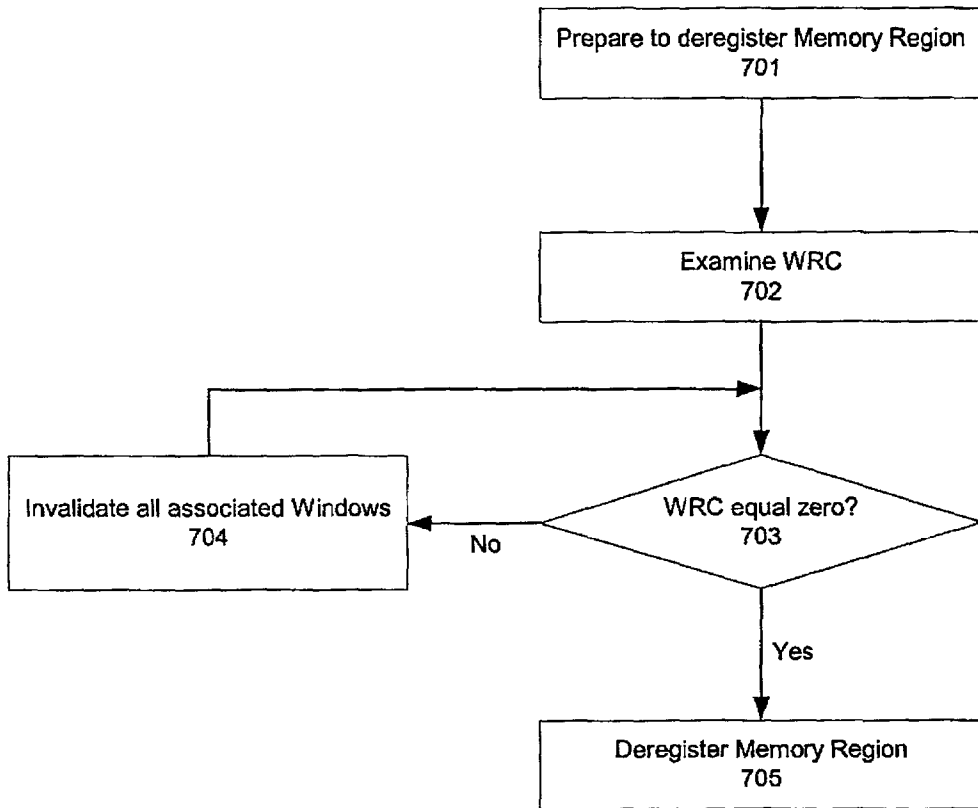 Prepare to deregister Memory Region
701
Examine WRC
702
WRC equal zero?
703
No
Invalidate all associated Windows
704
Yes
Deregister Memory Region
705